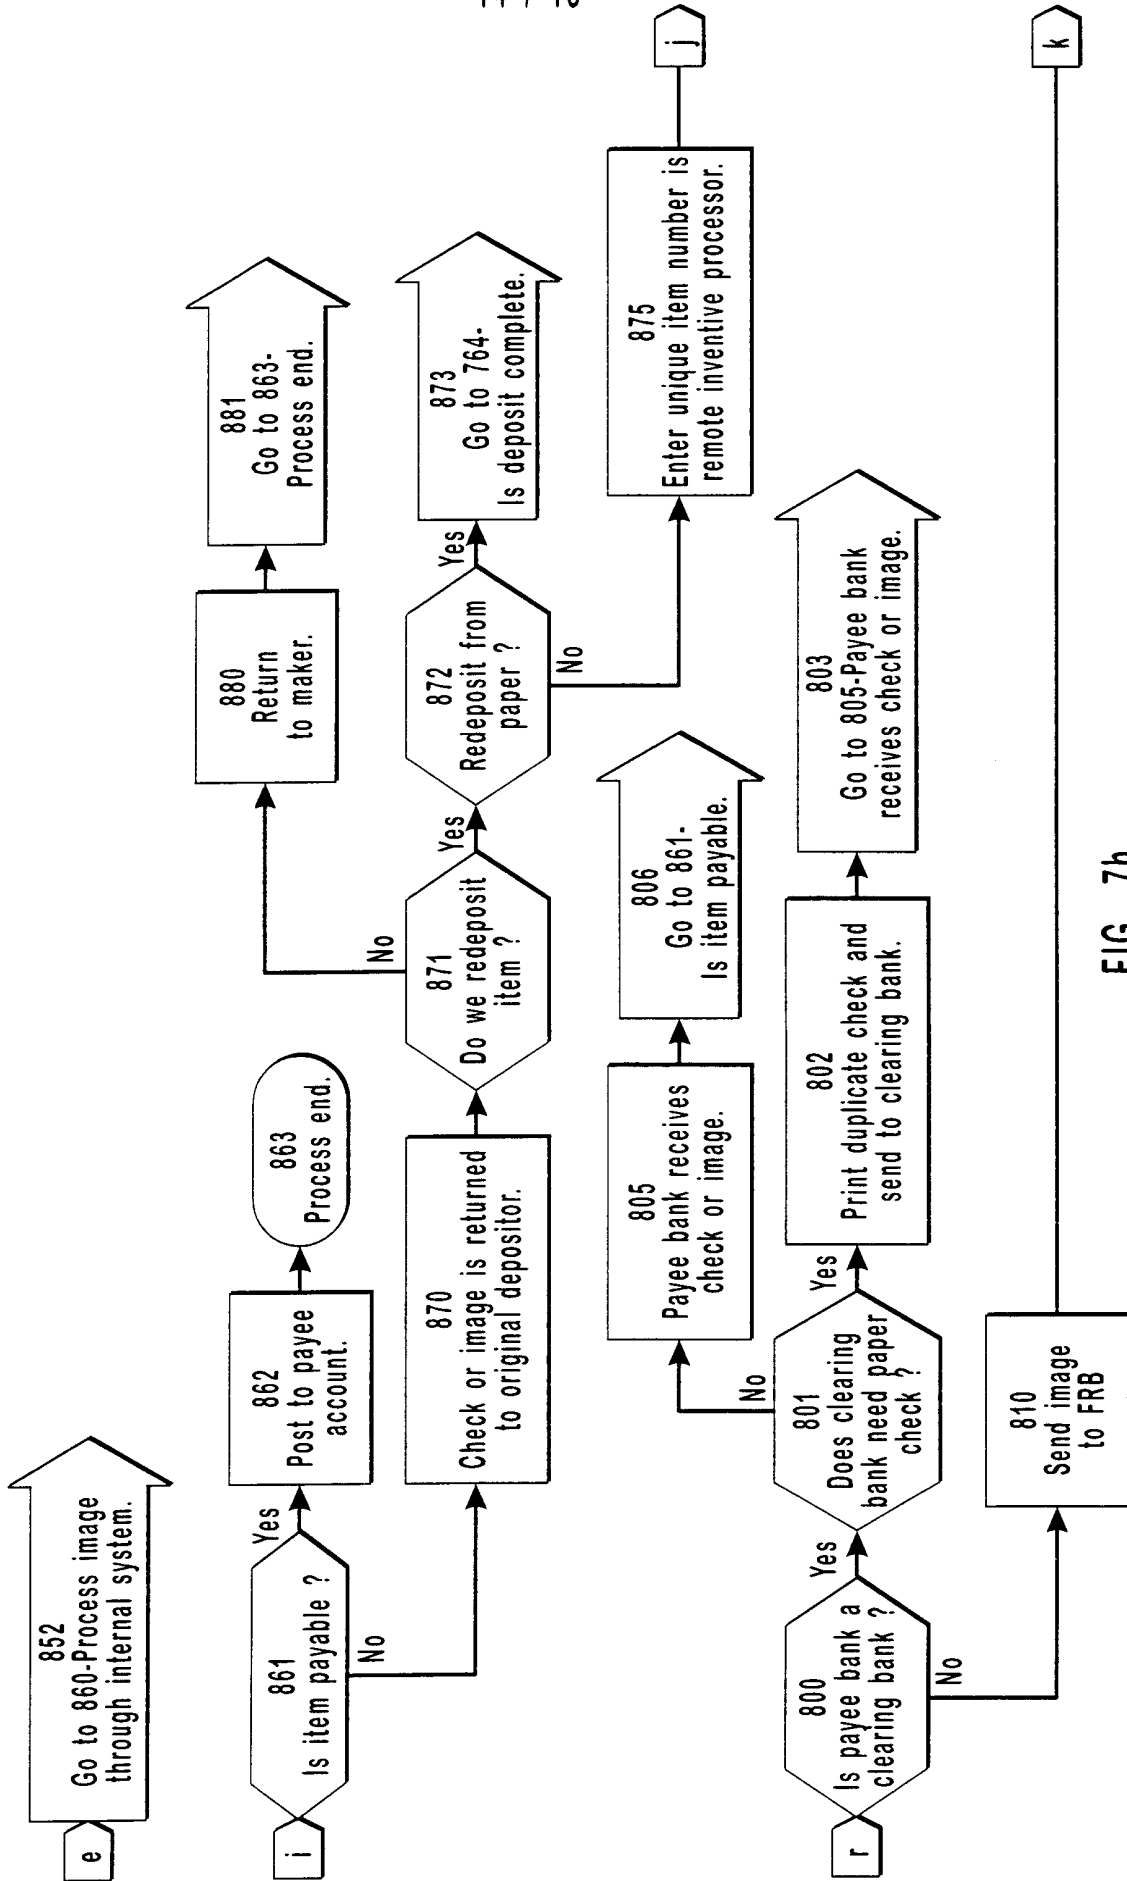 e
852
Go to 860-Process image
through internal system.
i
861
Is item payable ?
Yes
No
862
Post to payee
account.
863
Process end.
870
Check or image is returned
to original depositor.
871
Do we redeposit
item ?
No
Yes
880
Return
to maker.
881
Go to 863-
Process end.
872
Redeposit from
paper ?
Yes
No
873
Go to 764-
Is deposit complete.
875
Enter unique item number is
remote inventive processor.
j
r
800
Is payee bank a
clearing bank ?
Yes
No
801
Does clearing
bank need paper
check ?
No
Yes
805
Payee bank receives
check or image.
806
Go to 861-
Is item payable.
802
Print duplicate check and
send to clearing bank.
803
Go to 805-Payee bank
receives check or image.
810
Send image
to FRB
k